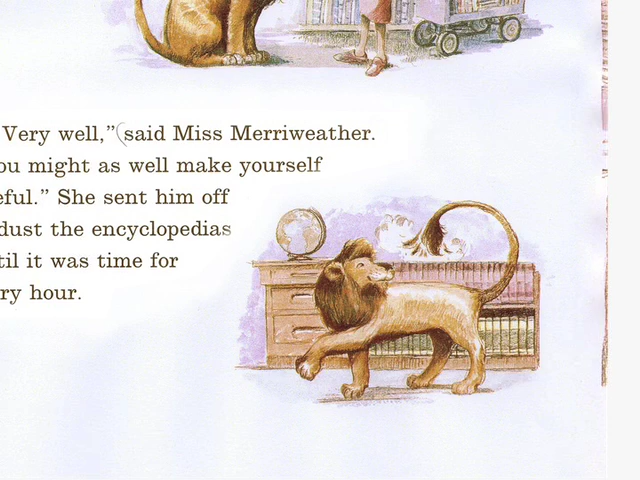 Very well,” said Miss Merriweather.
ou might as well make yourself
eful.” She sent him off
dust the encyclopedias
til it was time for
ry hour.